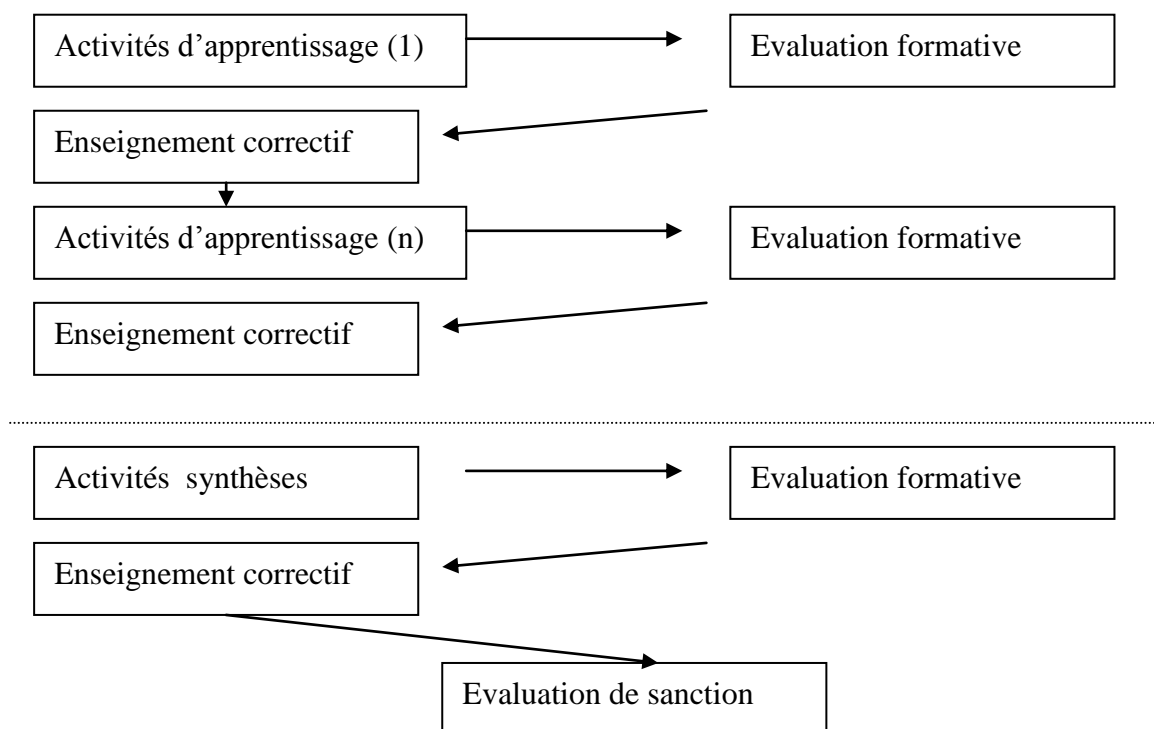 Activités d’apprentissage (1)
Evaluation formative
Enseignement correctif
Activités d’apprentissage (n)
Evaluation formative
Enseignement correctif
Activités synthèses
Evaluation formative
Enseignement correctif
Evaluation de sanction